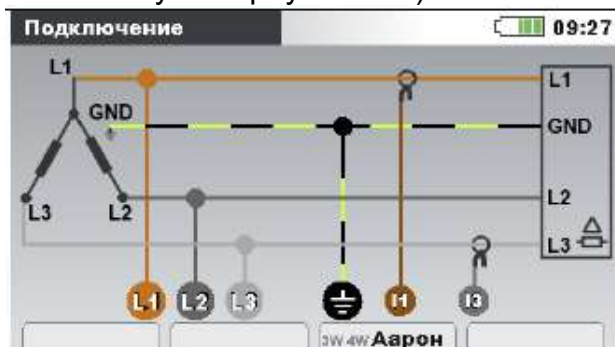 Подключение 09:27
L1 L1
GND GND
L3 L2 L2
L3
L1 L2 L3 I1 I3
3W 4W Аарон